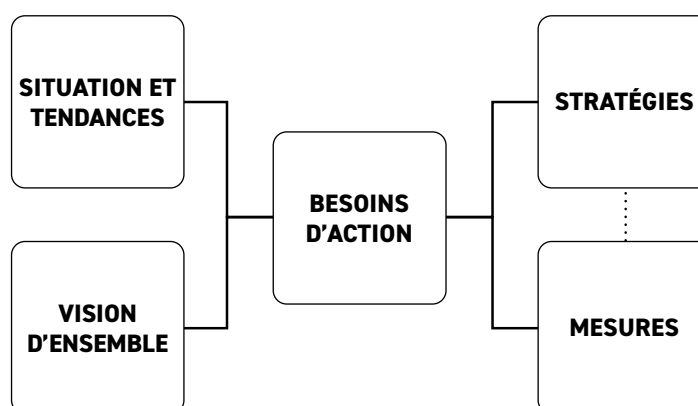 SITUATION ET
TENDANCES
VISION
D'ENSEMBLE
BESOINS
D'ACTION
STRATÉGIES
MESURES